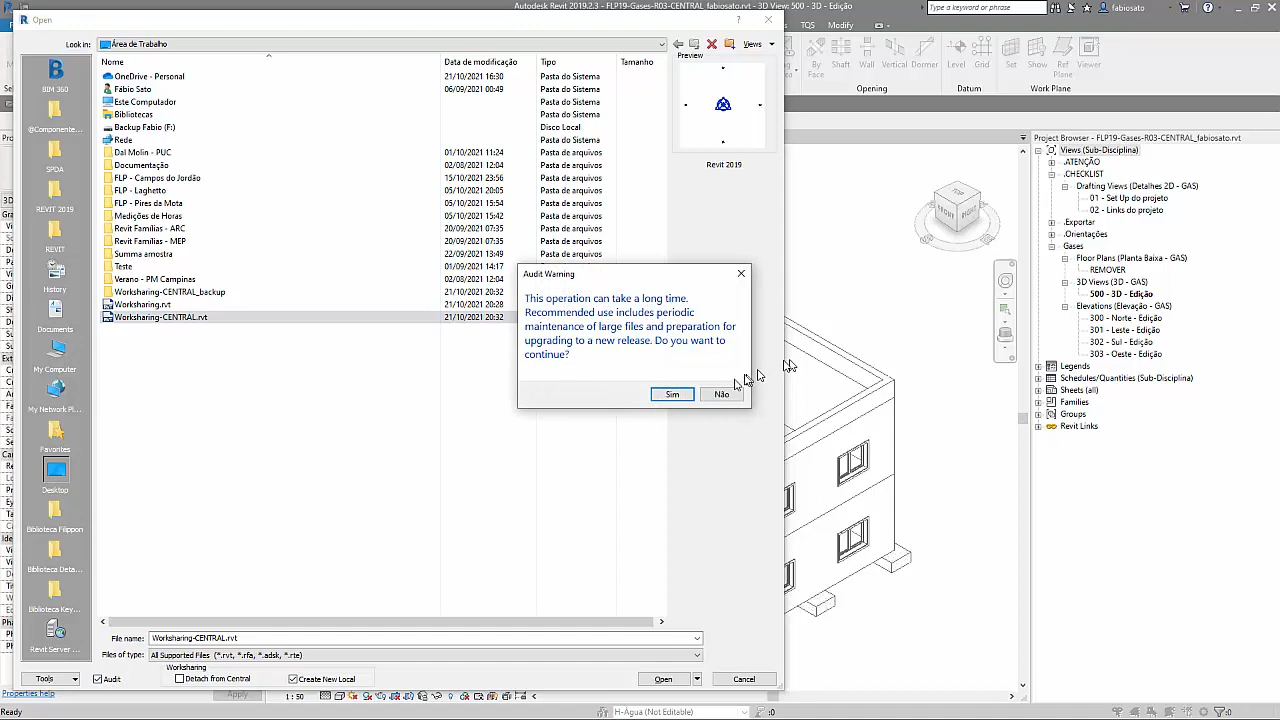 Autodesk Revit 2019.2.3 - FLP19-Gases-R03-CENTRAL_fabiosato.rvt - 3D View: 500 - 3D - Edição
Type a keyword or phrase
fabiosato
Open
TQS
Modify
Look in:
Área de Trabalho
Views
Preview
Nome
Data de modificação
Tipo
Tamanho
OneDrive - Personal 21/10/2021 16:30 Pasta do Sistema
Fábio Sato 06/09/2021 00:49 Pasta do Sistema
Este Computador Pasta do Sistema
Bibliotecas Pasta do Sistema
Backup Fabio (F:) Disco Local
Rede Pasta do Sistema
Dal Molin - PUC 01/10/2021 11:24 Pasta de arquivos
Documentação 02/08/2021 12:04 Pasta de arquivos
FLP - Campos do Jordão 15/10/2021 23:56 Pasta de arquivos
FLP - Laghetto 05/10/2021 20:05 Pasta de arquivos
FLP - Pires da Mota 05/10/2021 15:54 Pasta de arquivos
Medições de Horas 05/10/2021 15:42 Pasta de arquivos
Revit Famílias - ARC 20/09/2021 07:35 Pasta de arquivos
Revit Famílias - MEP 20/09/2021 07:35 Pasta de arquivos
Summa amostra 22/09/2021 13:49 Pasta de arquivos
Teste 01/09/2021 14:17 Pasta de arquivos
Verano - PM Campinas 02/08/2021 12:04
Worksharing-CENTRAL_backup 21/10/2021 20:32
Worksharing.rvt 21/10/2021 20:28
Worksharing-CENTRAL.rvt 21/10/2021 20:32
Revit 2019
BIM 360
@Componente...
SPDA
REVIT 2019
REVIT
History
Documents
My Computer
My Network Pl...
Favorites
Desktop
Biblioteca Filippon
Biblioteca Deta...
Biblioteca Key...
Revit Server ...
Audit Warning
This operation can take a long time.
Recommended use includes periodic
maintenance of large files and preparation for
upgrading to a new release. Do you want to
continue?
Sim
Não
File name:
Worksharing-CENTRAL.rvt
Files of type:
All Supported Files (*.rvt, *.rfa, *.adsk, *.rte)
Worksharing
Tools
Audit
Detach from Central
Create New Local
Open
Cancel
By
Face
Shaft
Wall
Vertical
Dormer
Opening
Level
Grid
Datum
Set
Show
Ref
Plane
Viewer
Work Plane
TOP
FRONT
RIGHT
Project Browser - FLP19-Gases-R03-CENTRAL_fabiosato.rvt
Views (Sub-Disciplina)
.ATENÇÃO
.CHECKLIST
Drafting Views (Detalhes 2D - GAS)
01 - Set Up do projeto
02 - Links do projeto
.Exportar
.Orientações
Gases
Floor Plans (Planta Baixa - GAS)
REMOVER
3D Views (3D - GAS)
500 - 3D - Edição
Elevations (Elevação - GAS)
300 - Norte - Edição
301 - Leste - Edição
302 - Sul - Edição
303 - Oeste - Edição
Legends
Schedules/Quantities (Sub-Disciplina)
Sheets (all)
Families
Groups
Revit Links
Properties help
Apply
1 : 50
Ready
H-Água (Not Editable)
:0
:0